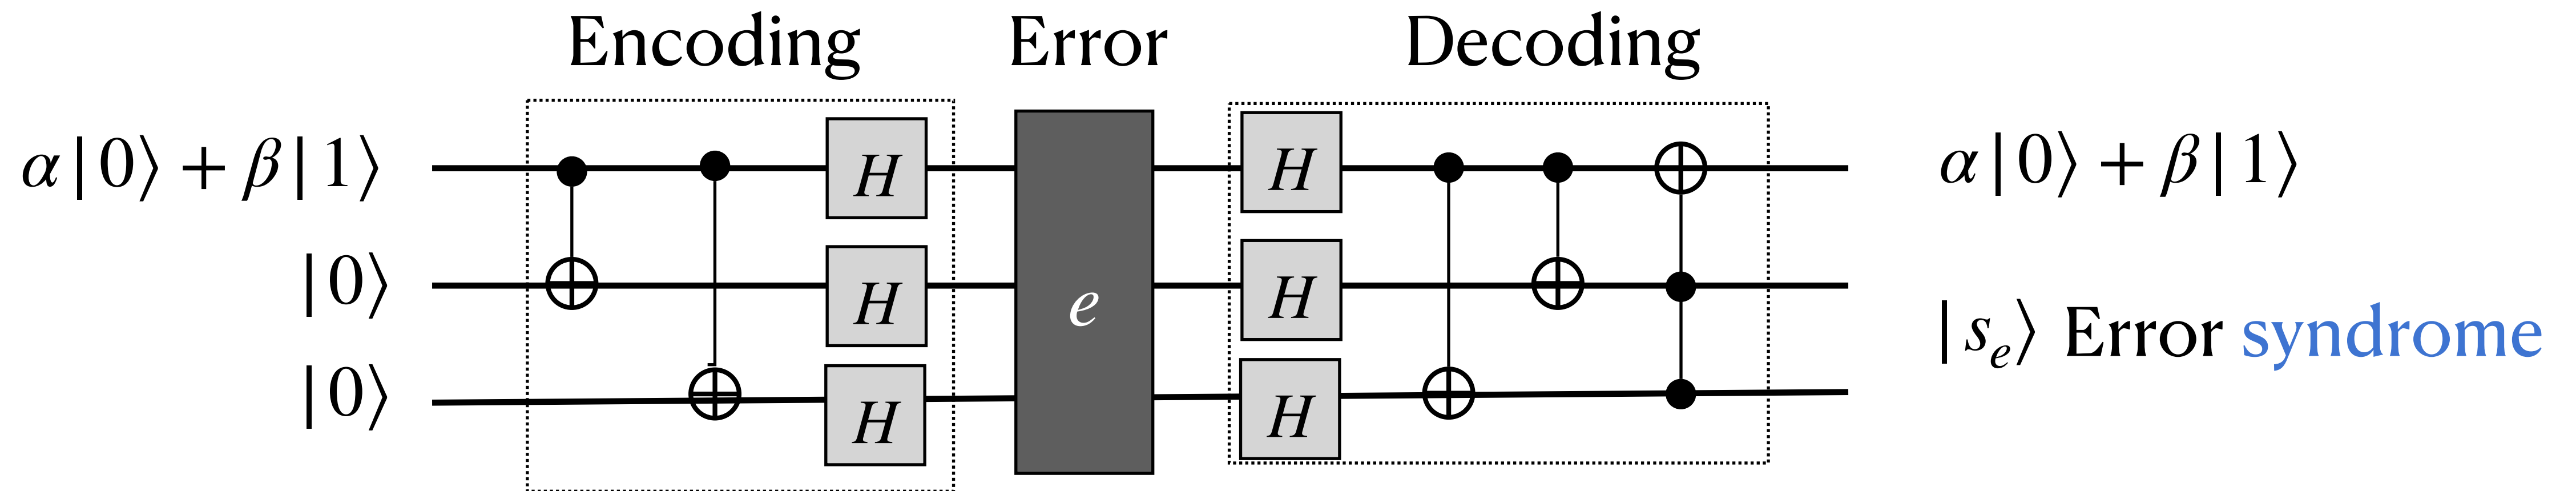 Encoding Error Decoding
α|0⟩ + β|1⟩ H H α|0⟩ + β|1⟩
|0⟩ H e H
|s_e⟩ Error syndrome
|0⟩ H H